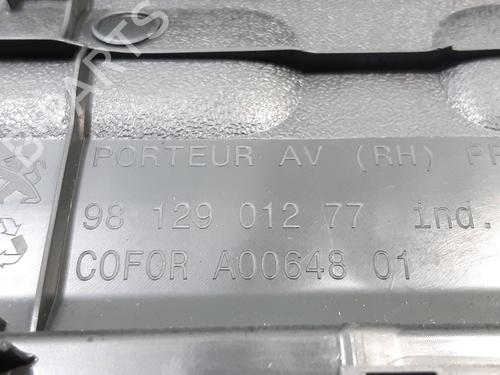 PORTEUR AV (RH)
98 129 012 77 ind.
COFOR A00648 01